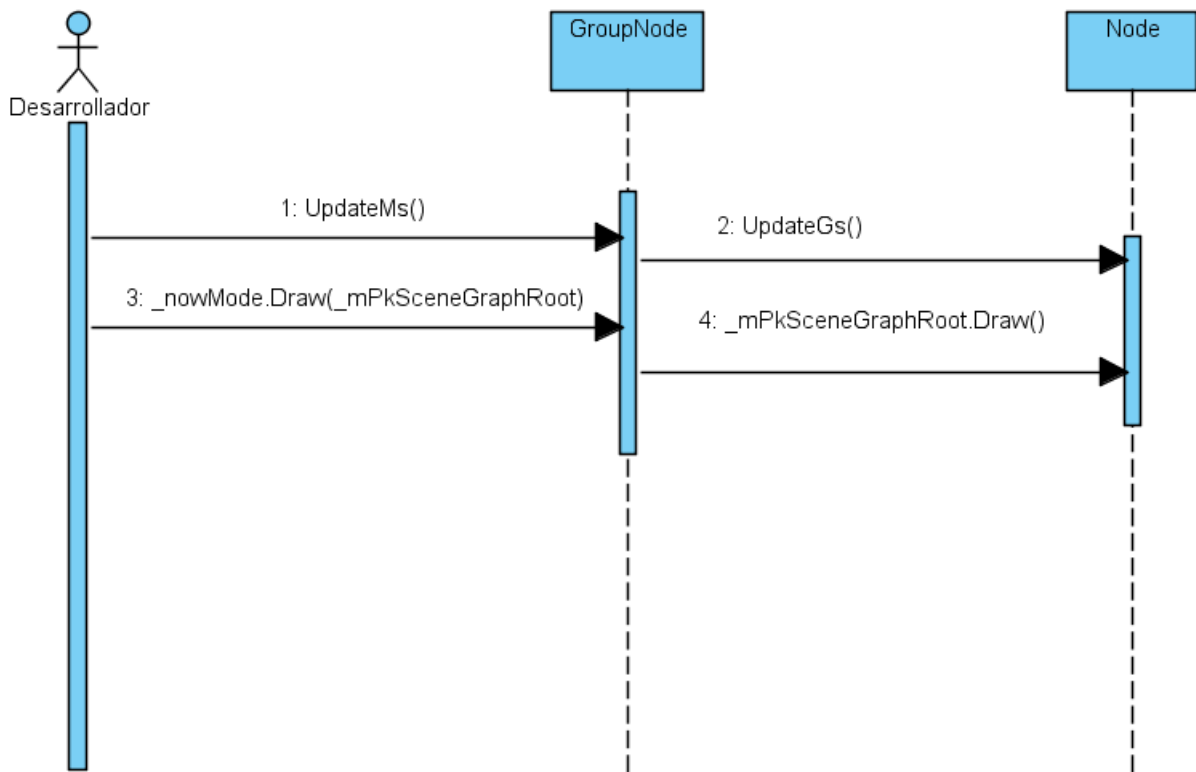 GroupNode
Node
Desarrollador
1: UpdateMs()
2: UpdateGs()
3: _nowMode.Draw(_mPkSceneGraphRoot)
4: _mPkSceneGraphRoot.Draw()